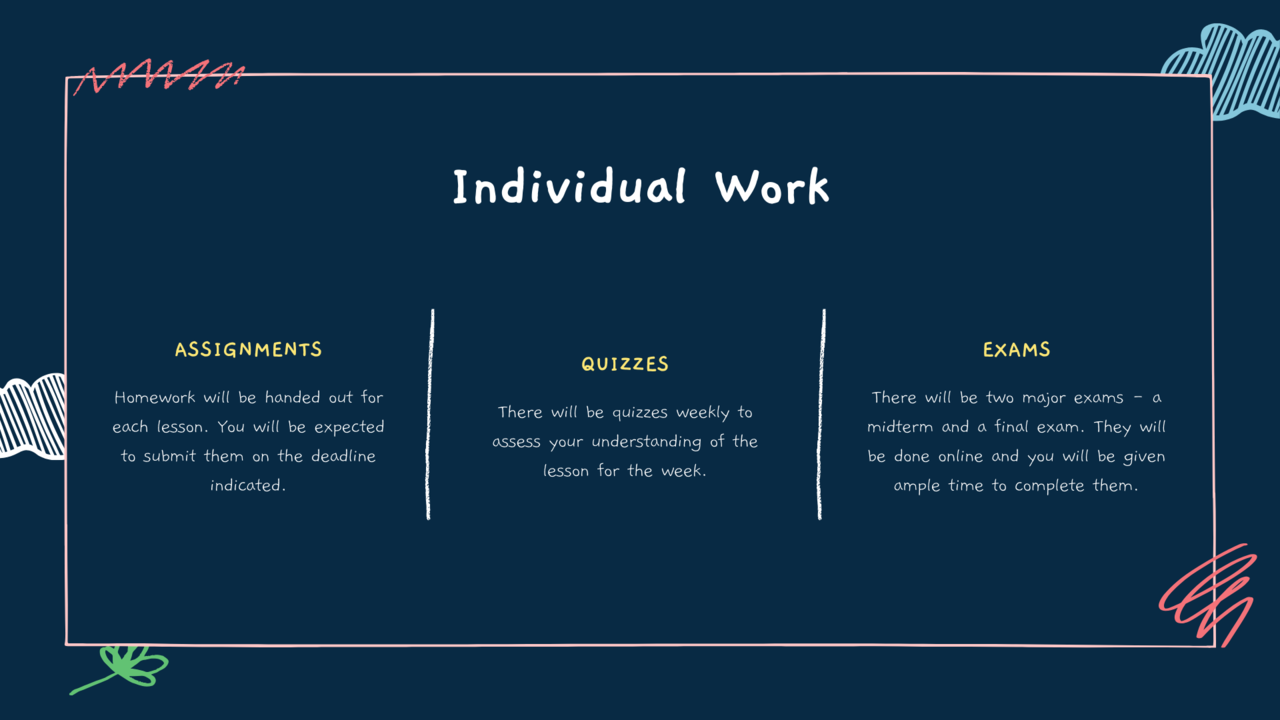 Individual Work
ASSIGNMENTS
Homework will be handed out for
each lesson. You will be expected
to submit them on the deadline
indicated.
QUIZZES
There will be quizzes weekly to
assess your understanding of the
lesson for the week.
EXAMS
There will be two major exams – a
midterm and a final exam. They will
be done online and you will be given
ample time to complete them.